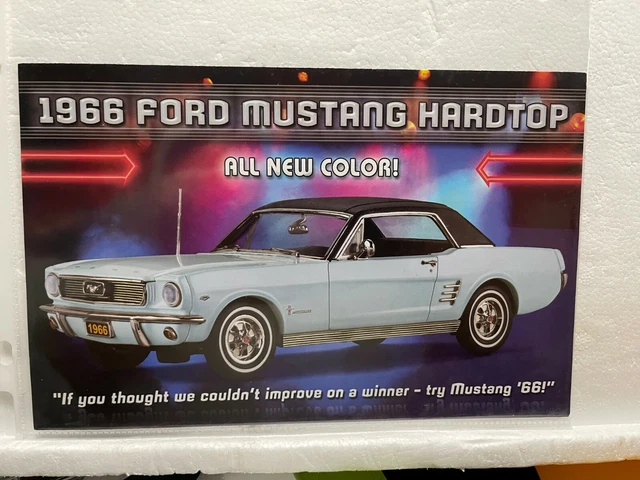 1966 FORD MUSTANG HARDTOP
ALL NEW COLOR!
1966
"If you thought we couldn't improve on a winner - try Mustang '66!"